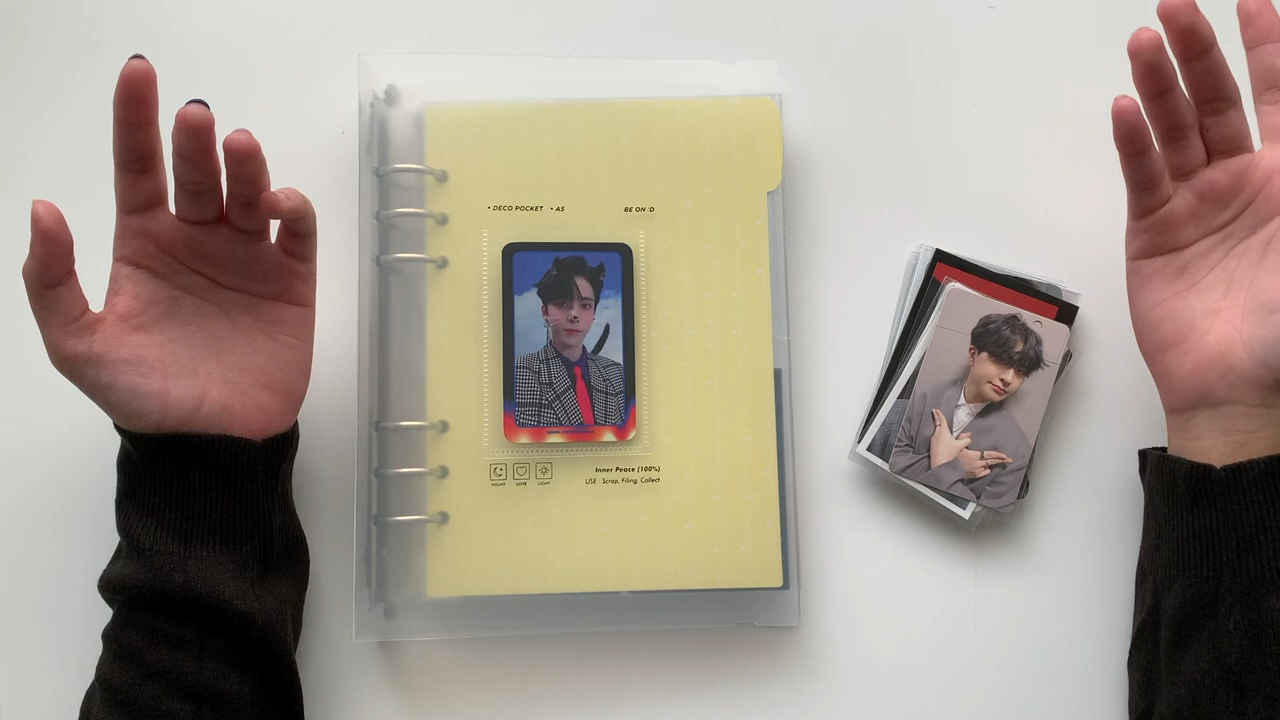 • DECO POCKET • A5 BE ON :D
NIGHT LOVE LIGHT
Inner Peace (100%)
USE Scrap, Filing, Collect